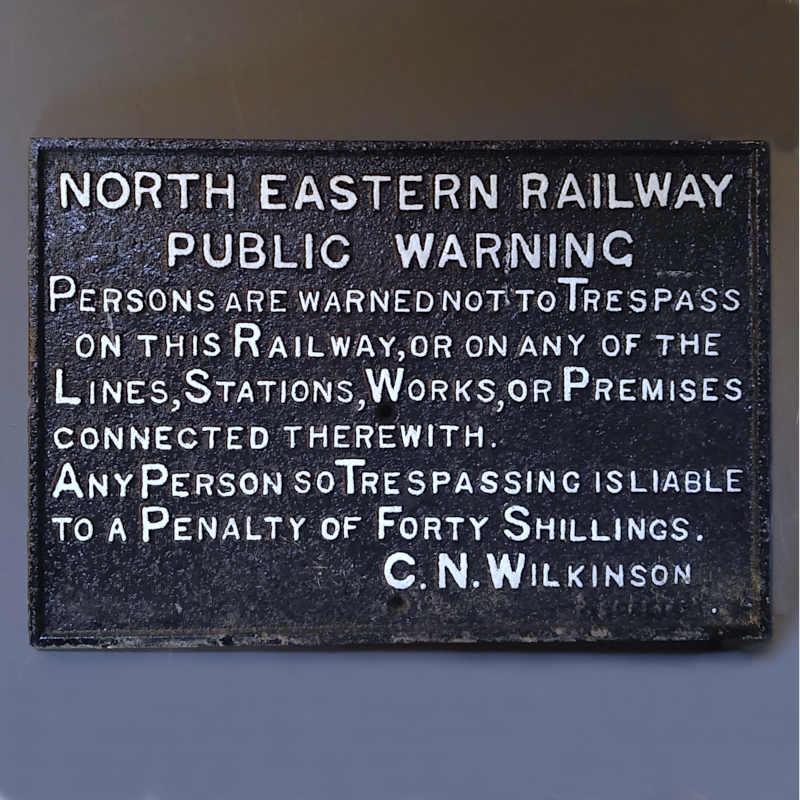 NORTH EASTERN RAILWAY
PUBLIC WARNING
PERSONS ARE WARNED NOT TO TRESPASS
ON THIS RAILWAY, OR ON ANY OF THE
LINES, STATIONS, WORKS, OR PREMISES
CONNECTED THEREWITH.
ANY PERSON SO TRESPASSING IS LIABLE
TO A PENALTY OF FORTY SHILLINGS.
C. N. WILKINSON